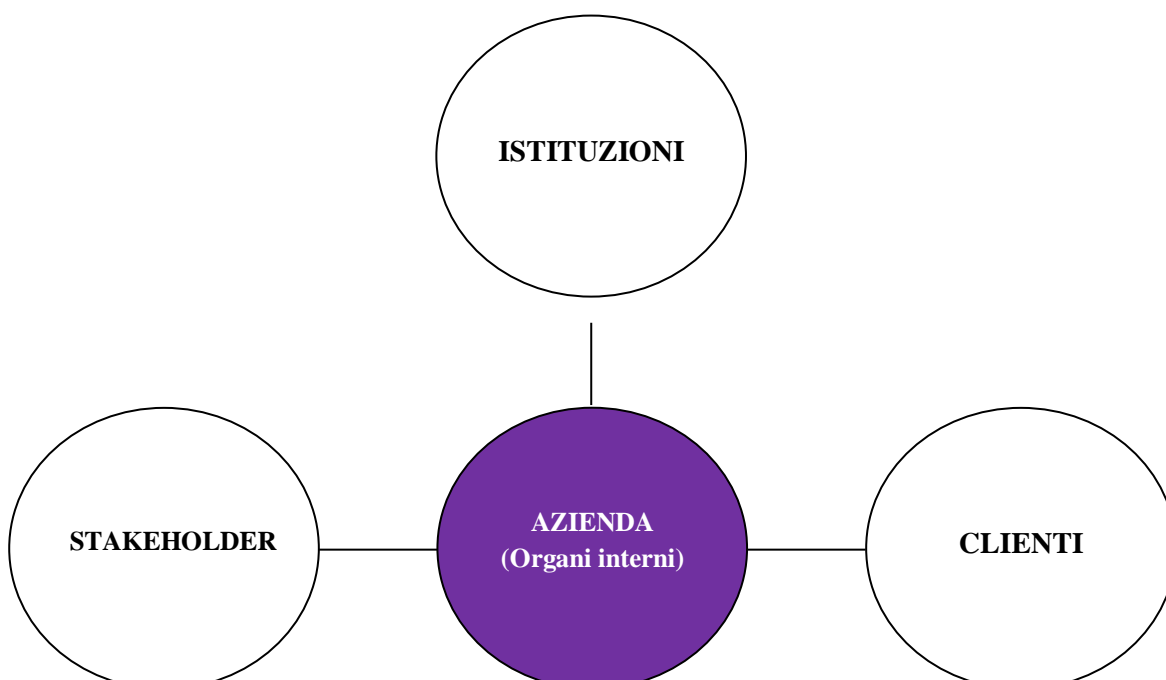 ISTITUZIONI
STAKEHOLDER
AZIENDA
(Organi interni)
CLIENTI